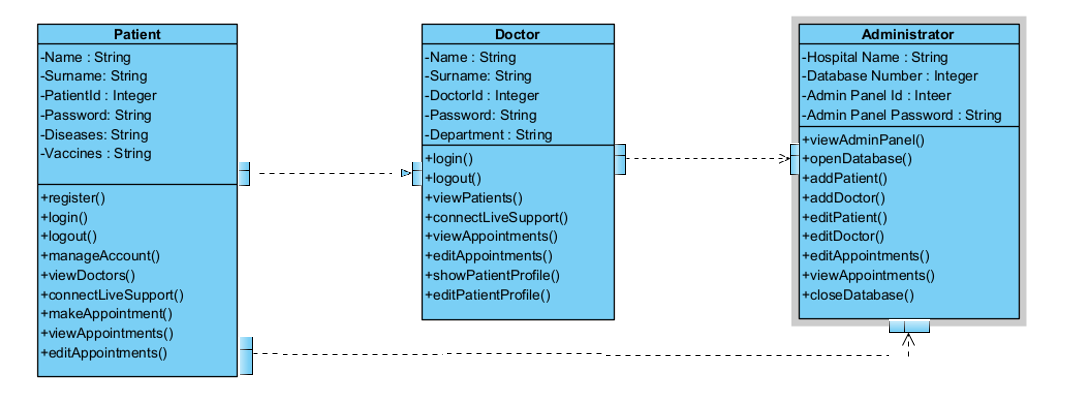 Patient
-Name : String
-Surname: String
-PatientId : Integer
-Password: String
-Diseases: String
-Vaccines : String
+register()
+login()
+logout()
+manageAccount()
+viewDoctors()
+connectLiveSupport()
+makeAppointment()
+viewAppointments()
+editAppointments()
Doctor
-Name : String
-Surname: String
-DoctorId : Integer
-Password: String
-Department : String
+login()
+logout()
+viewPatients()
+connectLiveSupport()
+viewAppointments()
+editAppointments()
+showPatientProfile()
+editPatientProfile()
Administrator
-Hospital Name : String
-Database Number : Integer
-Admin Panel Id : Inteer
-Admin Panel Password : String
+viewAdminPanel()
+openDatabase()
+addPatient()
+addDoctor()
+editPatient()
+editDoctor()
+editAppointments()
+viewAppointments()
+closeDatabase()